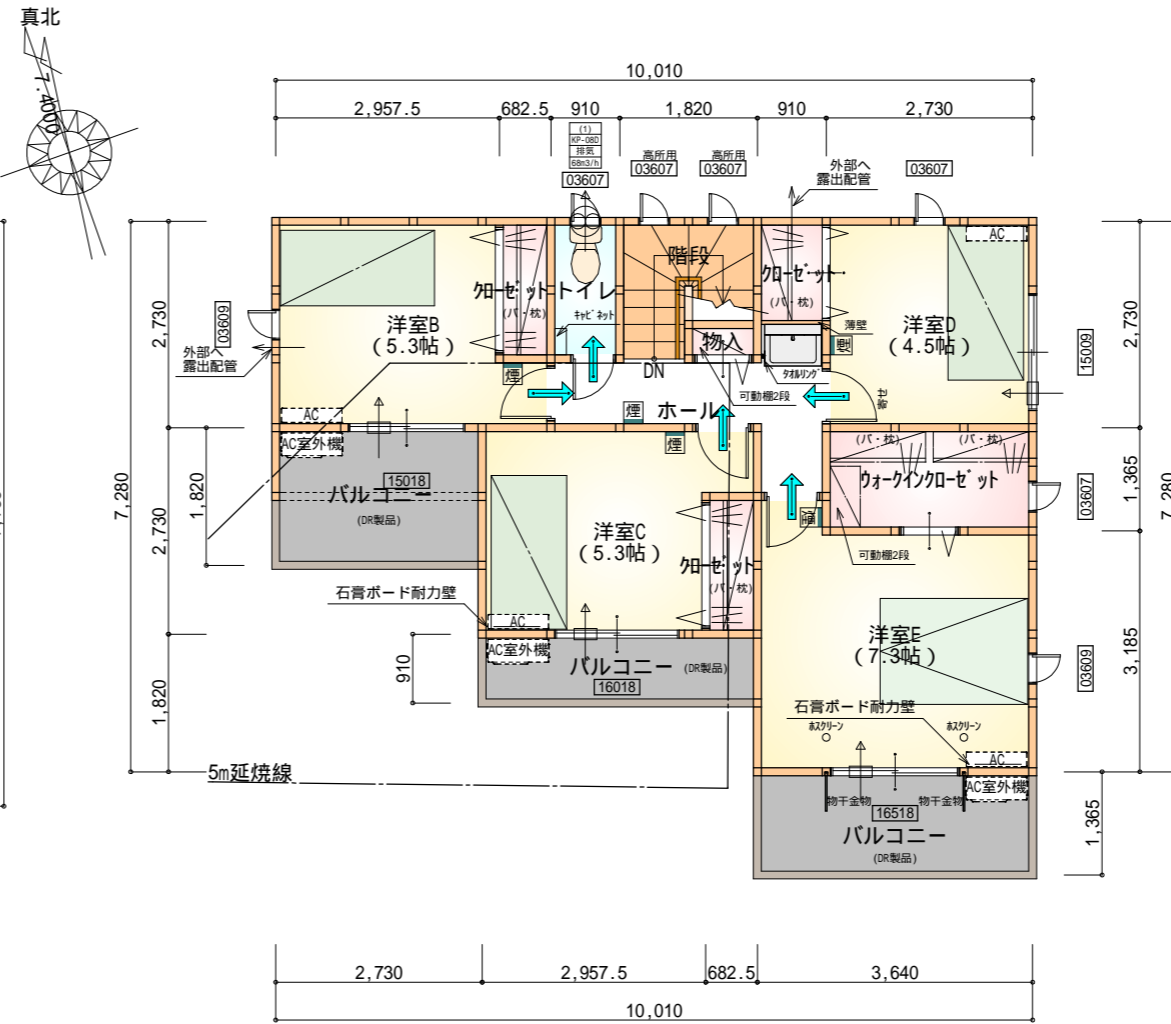 真北
7.4000
10,010
2,957.5
682.5
910
1,820
910
2,730
(1)
KP-08D
排気
68m3/h
03607
高所用
03607
高所用
03607
外部へ
露出配管
03607
AC
階段
クローゼット
(パ・枕)
トイレ
キャビネット
クローゼット
(パ・枕)
洋室B
(5.3帖)
洋室D
(4.5帖)
薄壁
物入
タオルリング
煙
2,730
03609
外部へ
露出配管
2,730
15009
煙
DN
可動棚2段
寄せ
煙
ホール
煙
AC
AC室外機
15018
バルコニー
(DR製品)
(パ・枕)
(パ・枕)
ウォークインクローゼット
1,365
03607
7,280
7,280
1,820
2,730
煙
可動棚2段
洋室C
(5.3帖)
クローゼット
(パ・枕)
石膏ボード耐力壁
AC
AC室外機
バルコニー
(DR製品)
16018
910
1,820
洋室E
(7.3帖)
3,185
03609
石膏ボード耐力壁
ホスクリーン
ホスクリーン
AC
AC室外機
5m延焼線
物干金物
物干金物
16518
バルコニー
(DR製品)
1,365
2,730
2,957.5
682.5
3,640
10,010